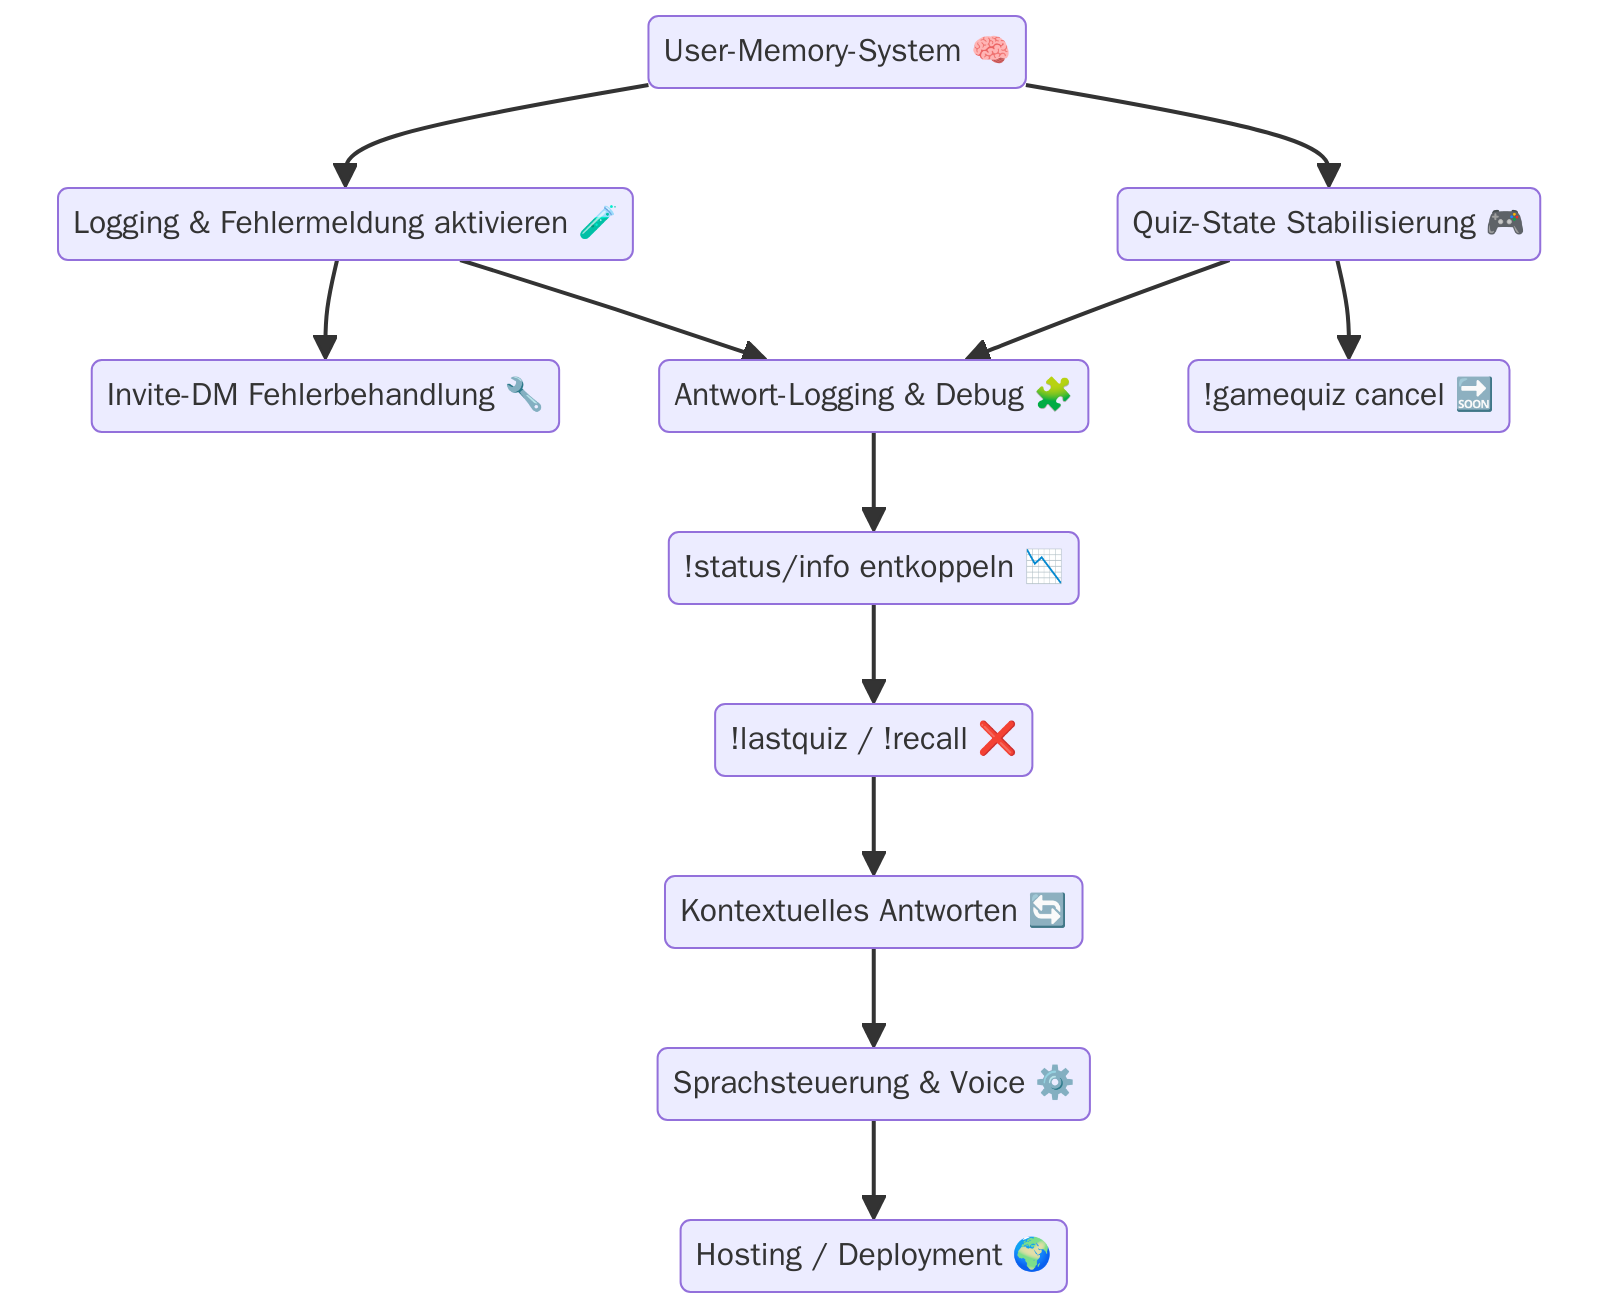 User-Memory-System 🧠
Logging & Fehlermeldung aktivieren 🧪
Quiz-State Stabilisierung 🎮
Invite-DM Fehlerbehandlung 🔧
Antwort-Logging & Debug 🧩
!gamequiz cancel 🔜
!status/info entkoppeln 📉
!lastquiz / !recall ❌
Kontextuelles Antworten 🔄
Sprachsteuerung & Voice ⚙️
Hosting / Deployment 🌍